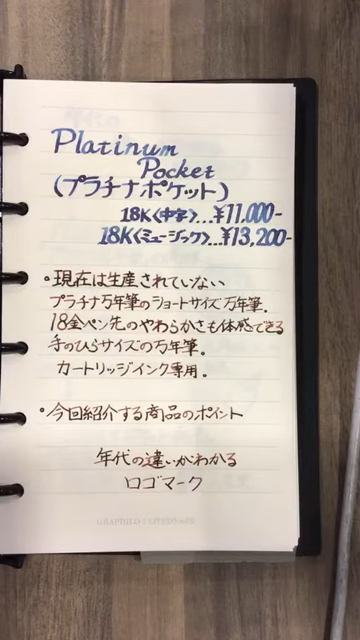 Platinum
Pocket
(プラチナポケット)
18K〈中字〉...¥11,000-
18K〈ミュージック〉...¥13,200-
・現在は生産されていない
プラチナ万年筆のショートサイズ万年筆。
18金ペン先のやわらかさも体感できる
手のひらサイズの万年筆。
カートリッジインク専用。
・今回紹介する商品のポイント
年代の違いがわかる
ロゴマーク
GRAPHILO